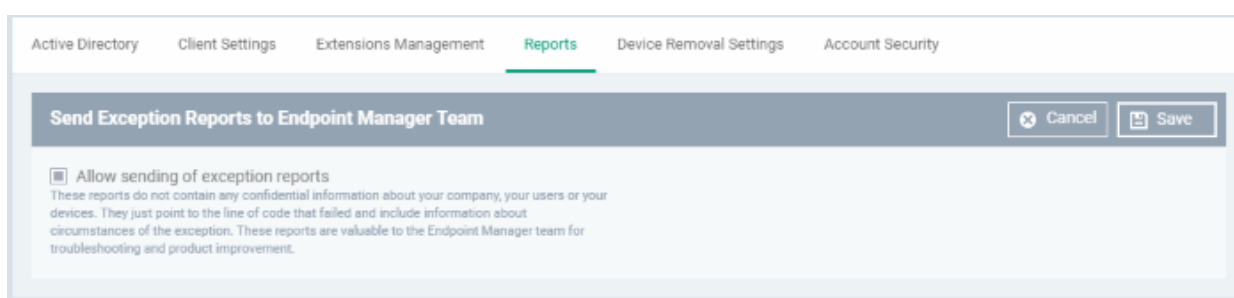 Active Directory Client Settings Extensions Management Reports Device Removal Settings Account Security
Send Exception Reports to Endpoint Manager Team Cancel Save
Allow sending of exception reports
These reports do not contain any confidential information about your company, your users or your
devices. They just point to the line of code that failed and include information about
circumstances of the exception. These reports are valuable to the Endpoint Manager team for
troubleshooting and product improvement.